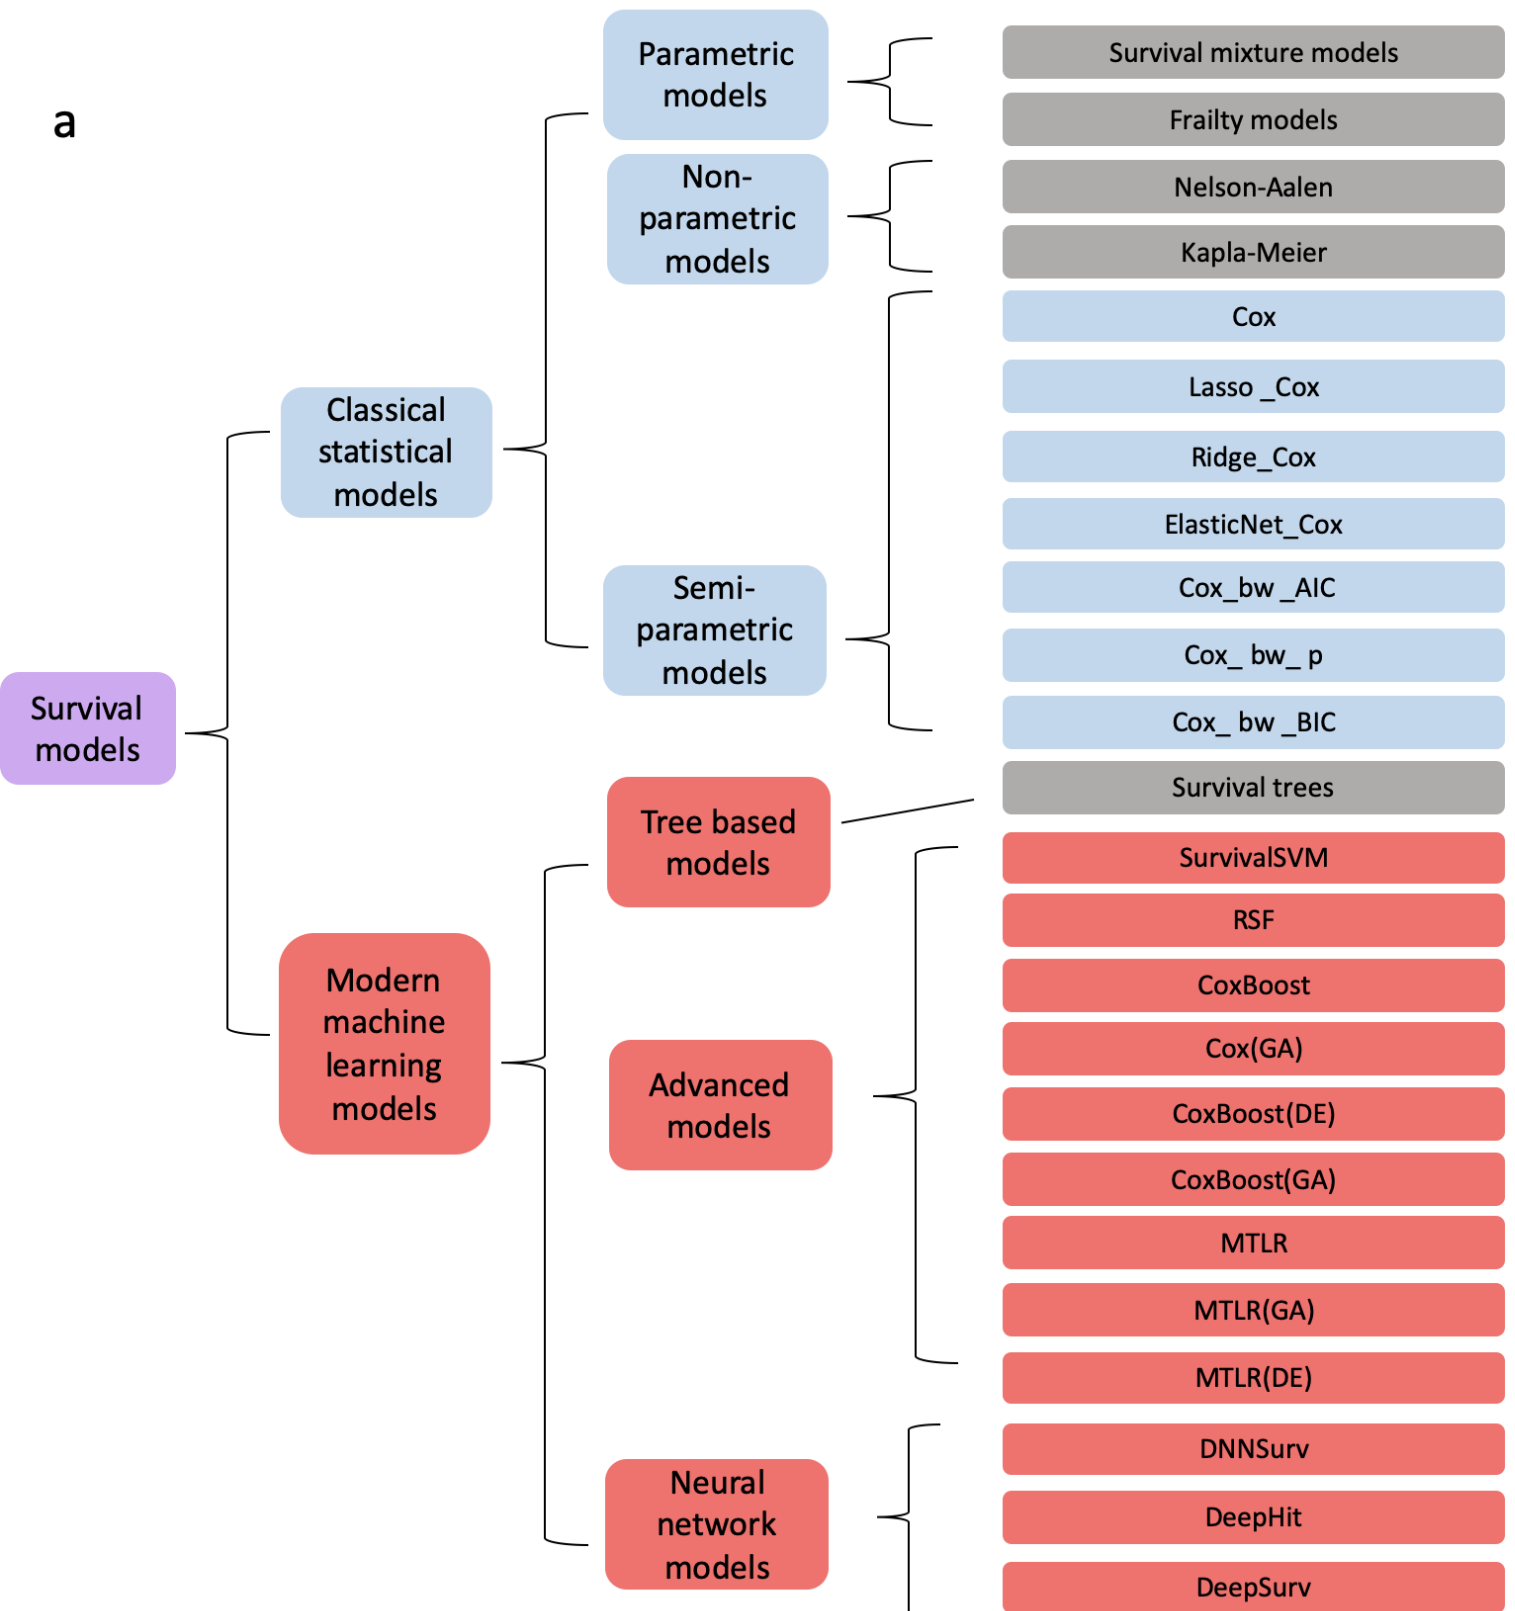 a
Survival
models
Classical
statistical
models
Modern
machine
learning
models
Parametric
models
Non-
parametric
models
Semi-
parametric
models
Tree based
models
Advanced
models
Neural
network
models
Survival mixture models
Frailty models
Nelson-Aalen
Kapla-Meier
Cox
Lasso _Cox
Ridge_Cox
ElasticNet_Cox
Cox_bw _AIC
Cox_ bw_ p
Cox_ bw _BIC
Survival trees
SurvivalSVM
RSF
CoxBoost
Cox(GA)
CoxBoost(DE)
CoxBoost(GA)
MTLR
MTLR(GA)
MTLR(DE)
DNNSurv
DeepHit
DeepSurv